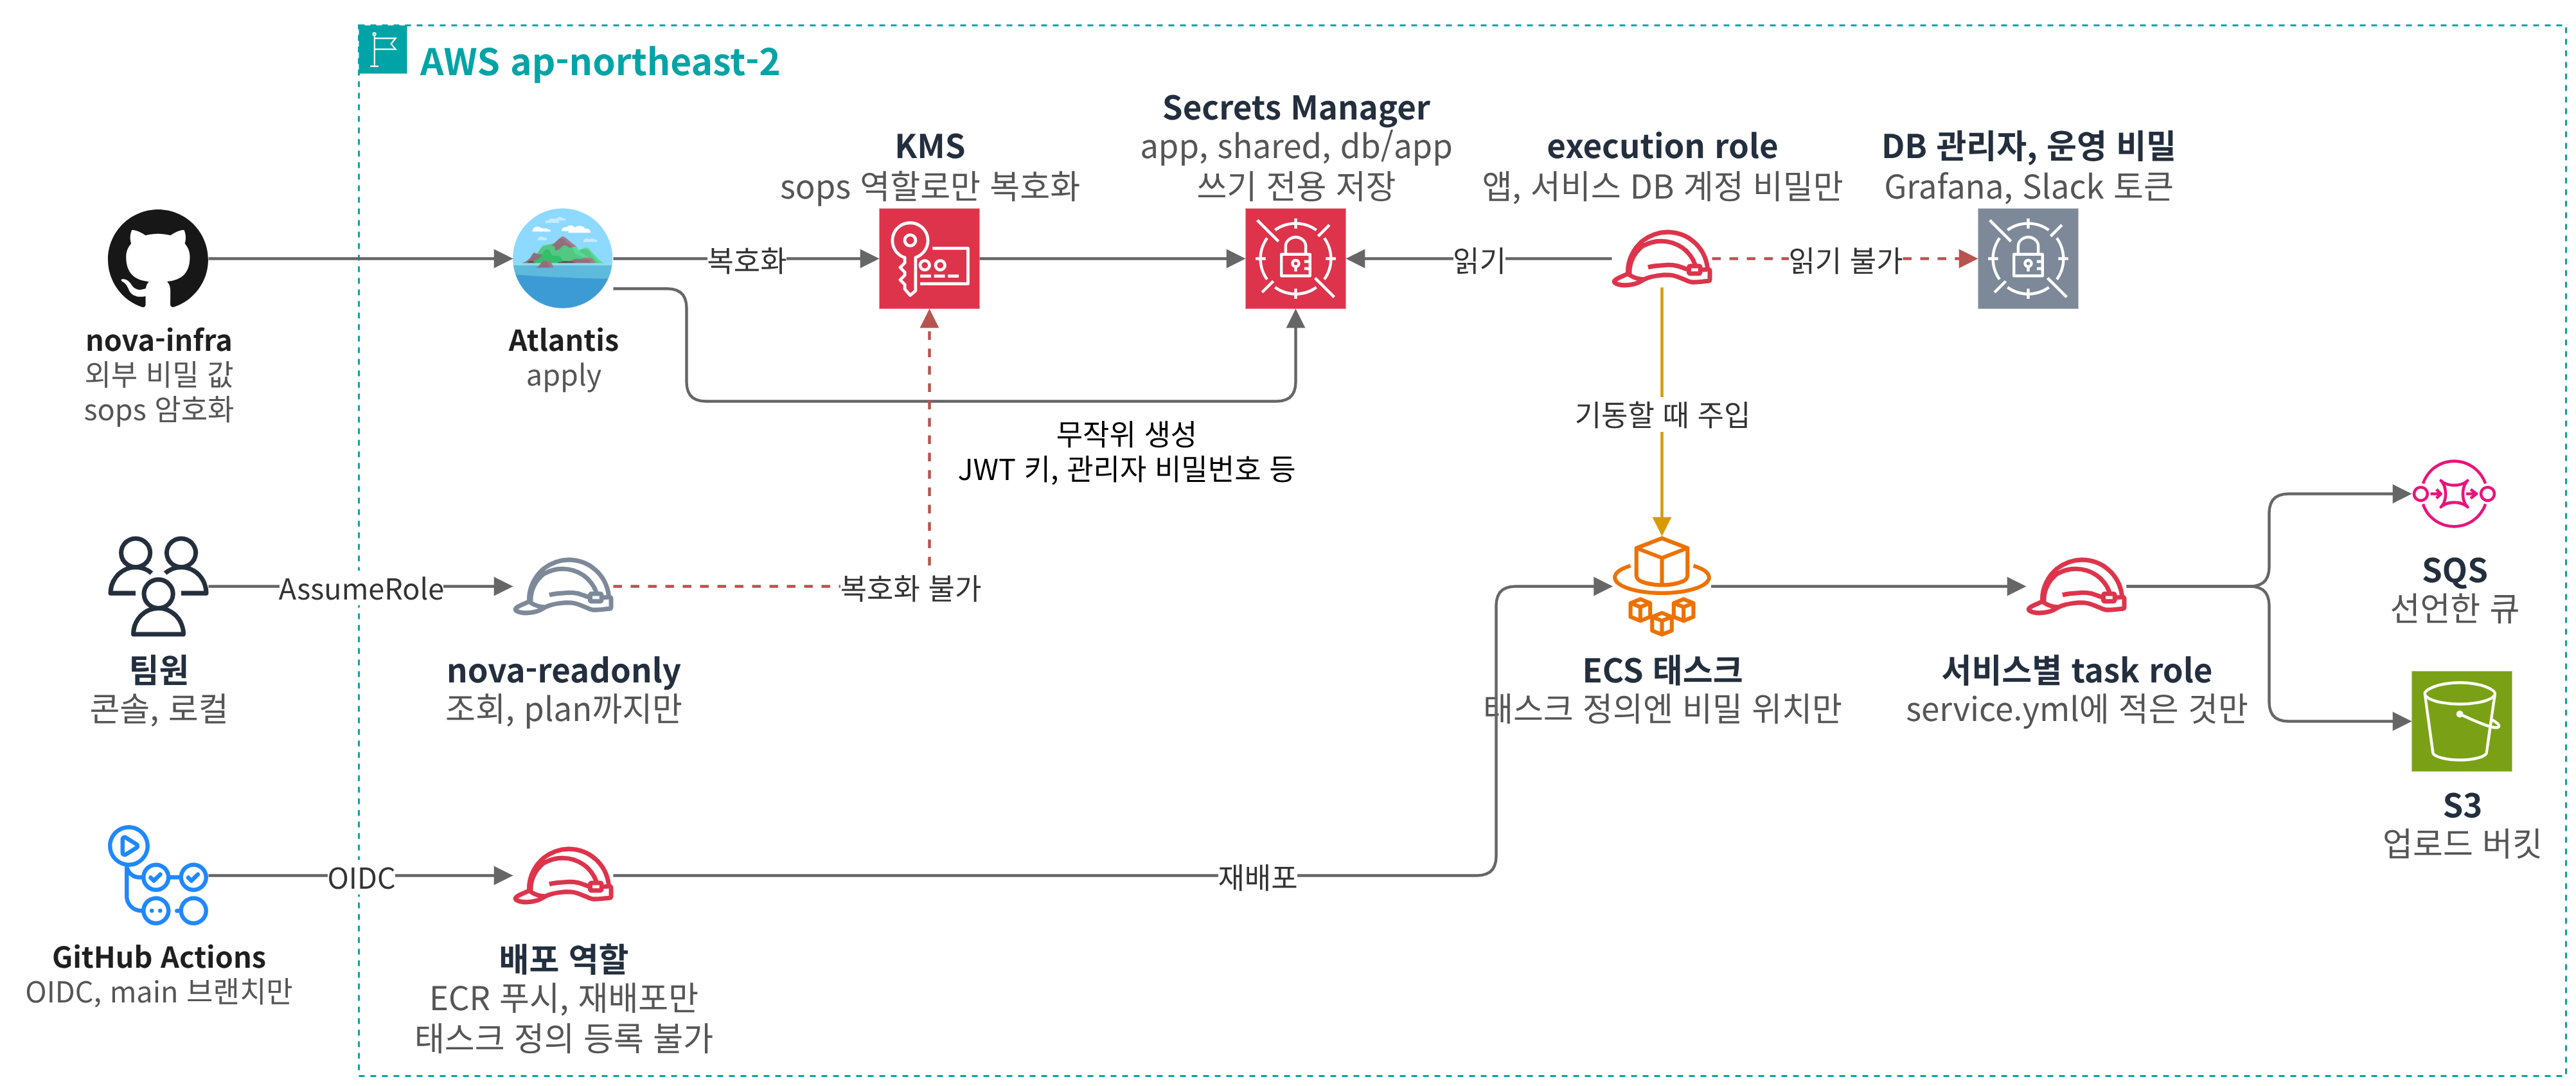 AWS ap-northeast-2
Secrets Manager
app, shared, db/app
쓰기 전용 저장
KMS
sops 역할로만 복호화
execution role
앱, 서비스 DB 계정 비밀만
DB 관리자, 운영 비밀
Grafana, Slack 토큰
복호화
읽기
읽기 불가
nova-infra
외부 비밀 값
sops 암호화
Atlantis
apply
기동할 때 주입
무작위 생성
JWT 키, 관리자 비밀번호 등
AssumeRole
복호화 불가
SQS
선언한 큐
팀원
콘솔, 로컬
nova-readonly
조회, plan까지만
ECS 태스크
태스크 정의엔 비밀 위치만
서비스별 task role
service.yml에 적은 것만
S3
업로드 버킷
OIDC
재배포
GitHub Actions
OIDC, main 브랜치만
배포 역할
ECR 푸시, 재배포만
태스크 정의 등록 불가